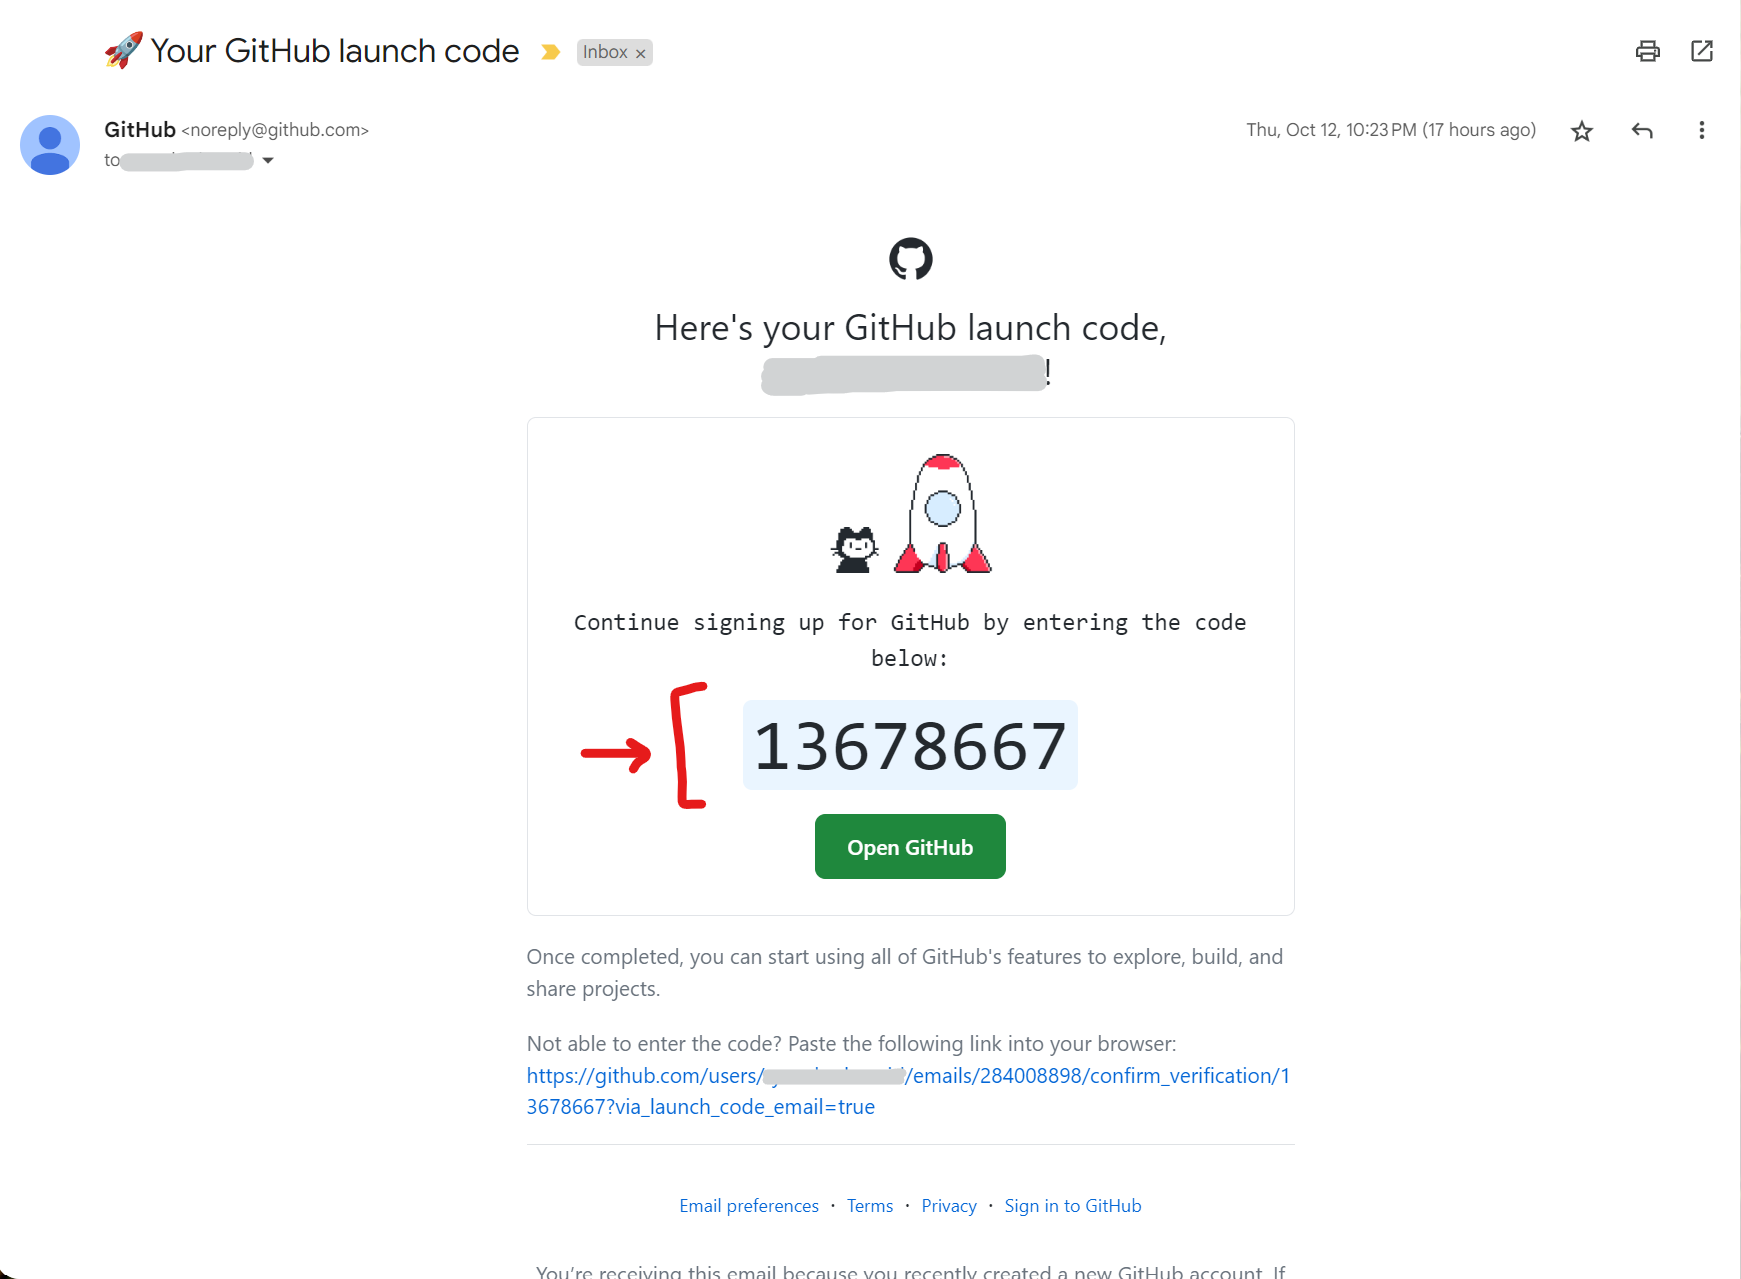 🚀 Your GitHub launch code Inbox ×
GitHub <noreply@github.com>
Thu, Oct 12, 10:23 PM (17 hours ago)
to
Here's your GitHub launch code,
!
Continue signing up for GitHub by entering the code
below:
13678667
Open GitHub
Once completed, you can start using all of GitHub's features to explore, build, and
share projects.
Not able to enter the code? Paste the following link into your browser:
https://github.com/users/ /emails/284008898/confirm_verification/1
3678667?via_launch_code_email=true
Email preferences · Terms · Privacy · Sign in to GitHub
You're receiving this email because you recently created a new GitHub account. If